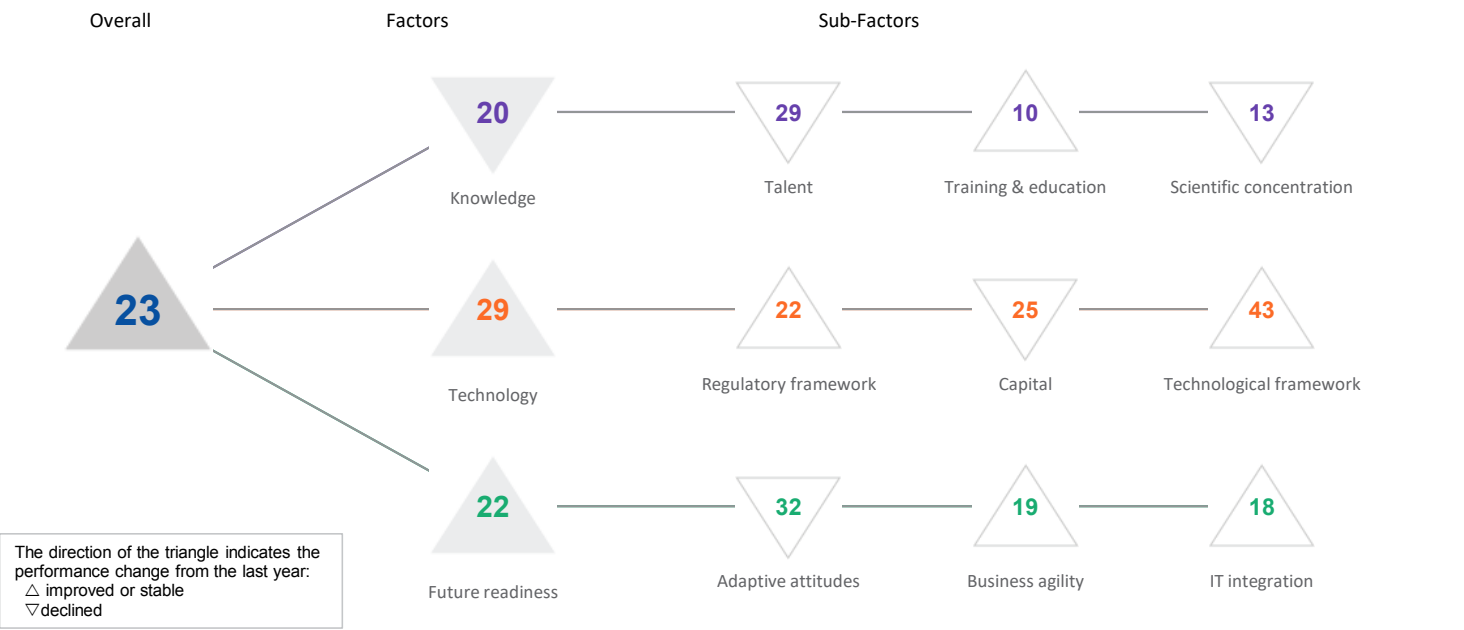 Overall
Factors
Sub-Factors
20
29
10
13
Knowledge
Talent
Training & education
Scientific concentration
23
29
22
25
43
Technology
Regulatory framework
Capital
Technological framework
22
32
19
18
Future readiness
Adaptive attitudes
Business agility
IT integration
The direction of the triangle indicates the
performance change from the last year:
△ improved or stable
▽declined